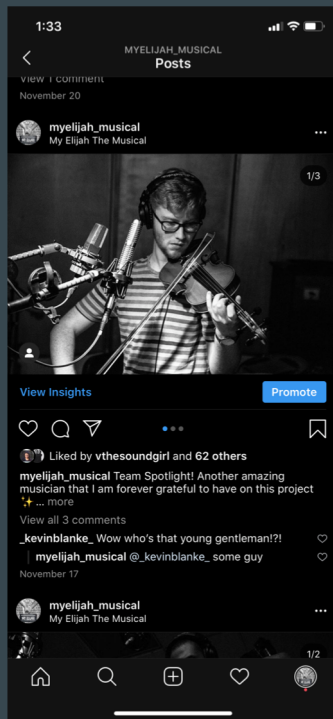 1:33
MYELIJAH_MUSICAL
Posts
View 1 comment
November 20
myelijah_musical
My Elijah The Musical
1/3
View Insights
Promote
Liked by vthesoundgirl and 62 others
myelijah_musical Team Spotlight! Another amazing
musician that I am forever grateful to have on this project
✨ ... more
View all 3 comments
_kevinblanke_ Wow who's that young gentleman!?!
myelijah_musical @_kevinblanke_ some guy
November 17
myelijah_musical
My Elijah The Musical
1/2